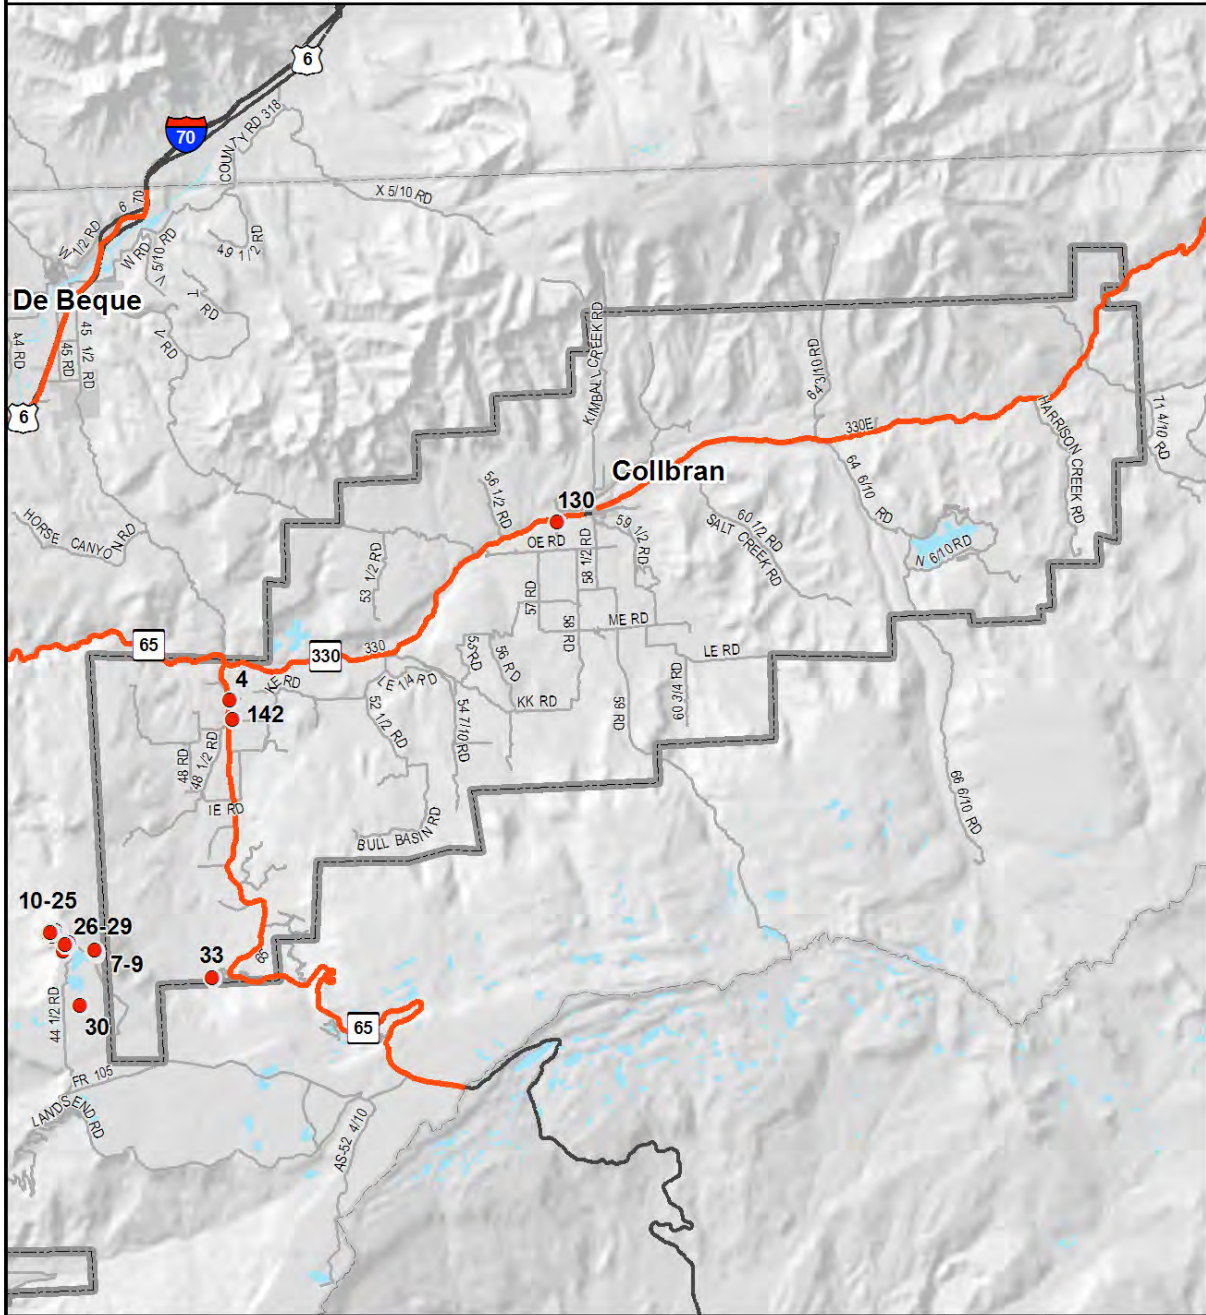 6
70
COUNTY RD 318
X 5/10 RD
6 70
W 1/2 RD
W RD
V 5/10 RD
49 1/2 RD
T RD
De Beque
V RD
44 RD
45 RD
45 1/2 RD
6
KIMBALL CREEK RD
64 3/10 RD
330E
HARRISON CREEK RD
71 4/10 RD
Collbran
56 1/2 RD
130
64 6/10 RD
60 1/2 RD
SALT CREEK RD
59 1/2 RD
HORSE CANYON RD
OE RD
58 1/2 RD
N 6/10 RD
53 1/2 RD
57 RD
58 RD
ME RD
65
330
330
55 RD
56 RD
LE RD
4
KE RD
LE 1/4 RD
60 3/4 RD
142
52 1/2 RD
54 7/10 RD
KK RD
59 RD
48 RD
48 1/2 RD
IE RD
66 6/10 RD
BULL BASIN RD
10-25
26-29
7-9
33
65
44 1/2 RD
30
65
FR 105
LANDS END RD
AS-52 4/10